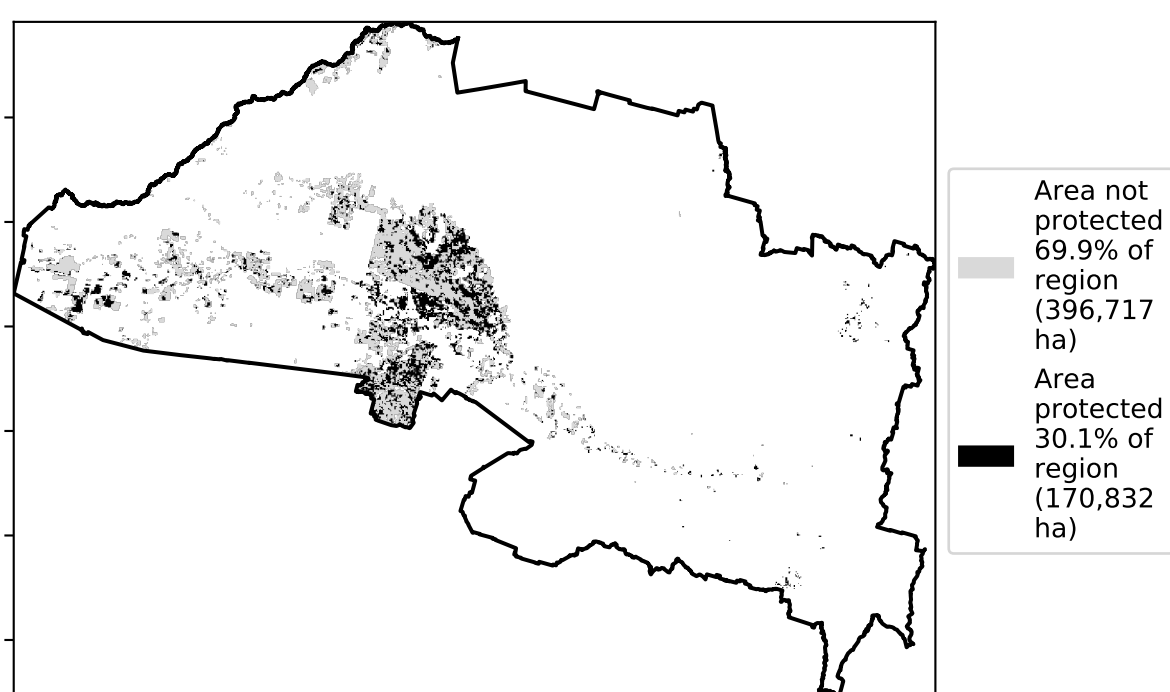 Area not
protected
69.9% of
region
(396,717
ha)
Area
protected
30.1% of
region
(170,832
ha)